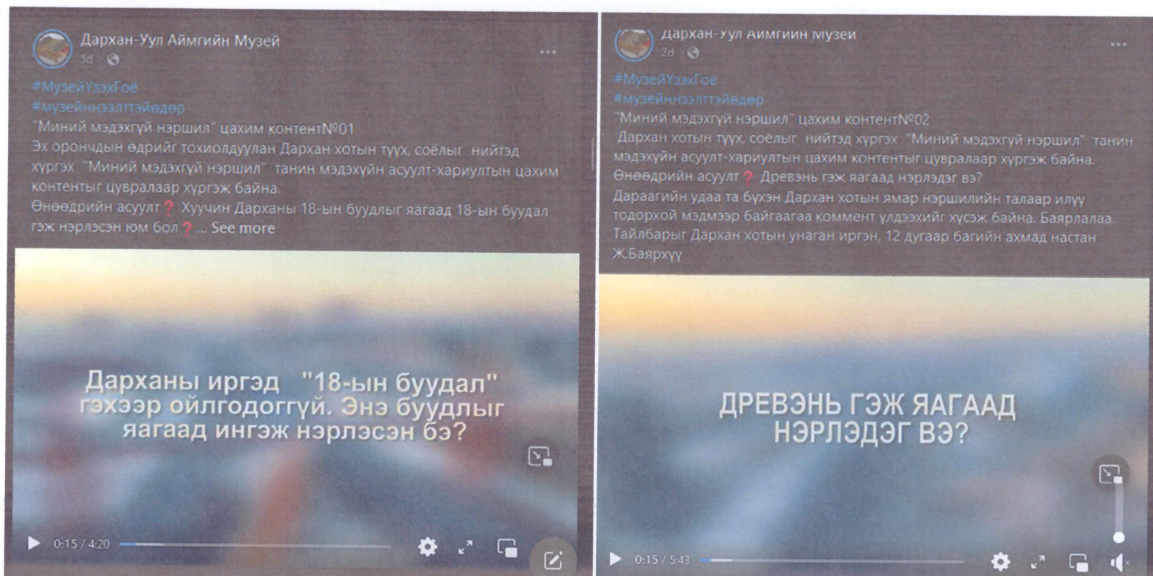 Дархан-Уул Аймгийн Музей
5d
#МузейҮзэхГоё
#музейннээлттэйөдөр
"Миний мэдэхгүй нэршил" цахим контент№01
Эх орончдын өдрийг тохиолдуулан Дархан хотын түүх, соёлыг нийтэд
хүргэх "Миний мэдэхгүй нэршил" танин мэдэхүйн асуулт-хариултын цахим
контентыг цувралаар хүргэж байна.
Өнөөдрийн асуулт❓ Хуучин Дарханы 18-ын буудлыг яагаад 18-ын буудал
гэж нэрлэсэн юм бол❓... See more
Дарханы иргэд "18-ын буудал"
гэхээр ойлгодоггүй. Энэ буудлыг
яагаад ингэж нэрлэсэн бэ?
0:15 / 4:20
Дархан-Уул Аймгийн Музей
2d
#МузейҮзэхГоё
#музейннээлттэйөдөр
"Миний мэдэхгүй нэршил" цахим контент№02
Дархан хотын түүх, соёлыг нийтэд хүргэх "Миний мэдэхгүй нэршил" танин
мэдэхүйн асуулт-хариултын цахим контентыг цувралаар хүргэж байна.
Өнөөдрийн асуулт❓ Древэнь гэж яагаад нэрлэдэг вэ?
Дараагийн удаа та бүхэн Дархан хотын ямар нэршилийн талаар илүү
тодорхой мэдмээр байгаагаа коммент үлдээхийг хүсэж байна. Баярлалаа.
Тайлбарыг Дархан хотын унаган иргэн, 12 дугаар багийн ахмад настан
Ж.Баярхүү
ДРЕВЭНЬ ГЭЖ ЯАГААД
НЭРЛЭДЭГ ВЭ?
0:15 / 5:43